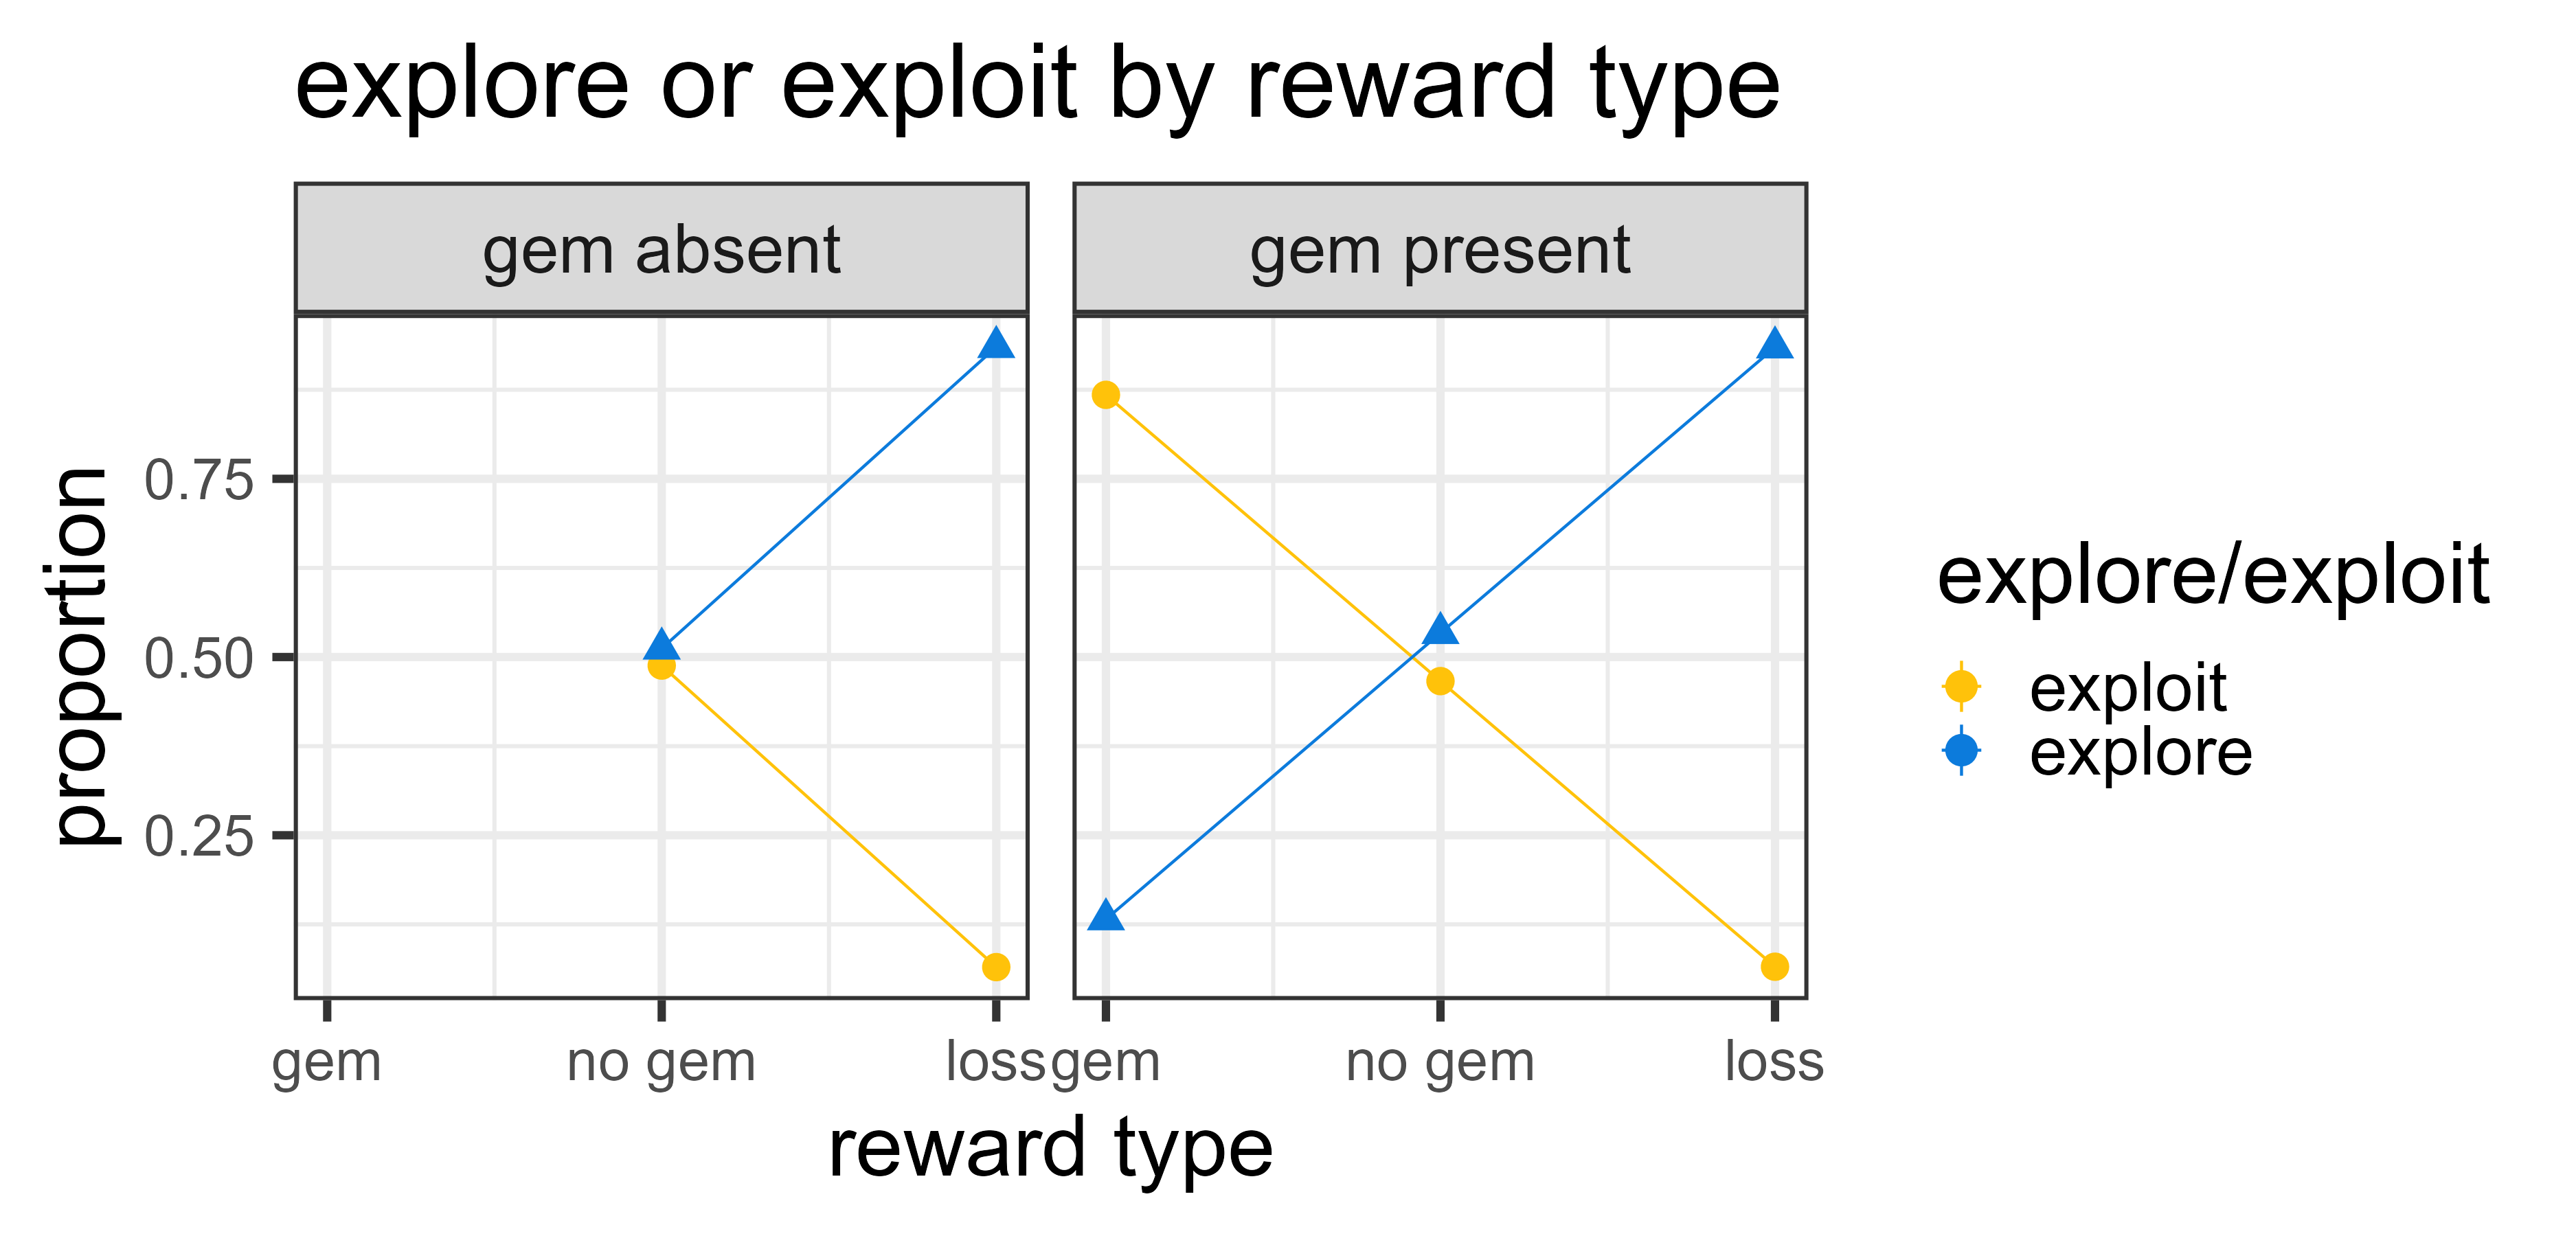 explore or exploit by reward type
gem absent
gem present
proportion
0.75
0.50
0.25
gem no gem loss
gem no gem loss
reward type
explore/exploit
exploit
explore